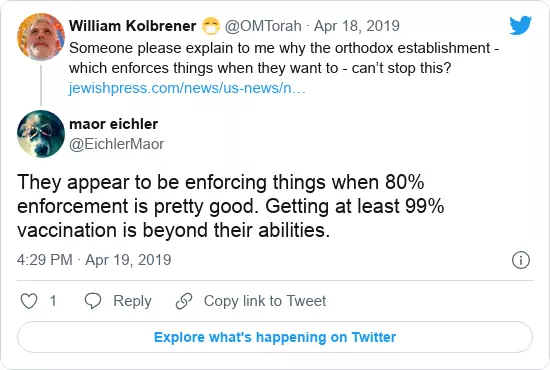 William Kolbrener 😷 @OMTorah · Apr 18, 2019
Someone please explain to me why the orthodox establishment -
which enforces things when they want to - can’t stop this?
jewishpress.com/news/us-news/n…
maor eichler
@EichlerMaor
They appear to be enforcing things when 80%
enforcement is pretty good. Getting at least 99%
vaccination is beyond their abilities.
4:29 PM · Apr 19, 2019
1 Reply Copy link to Tweet
Explore what's happening on Twitter